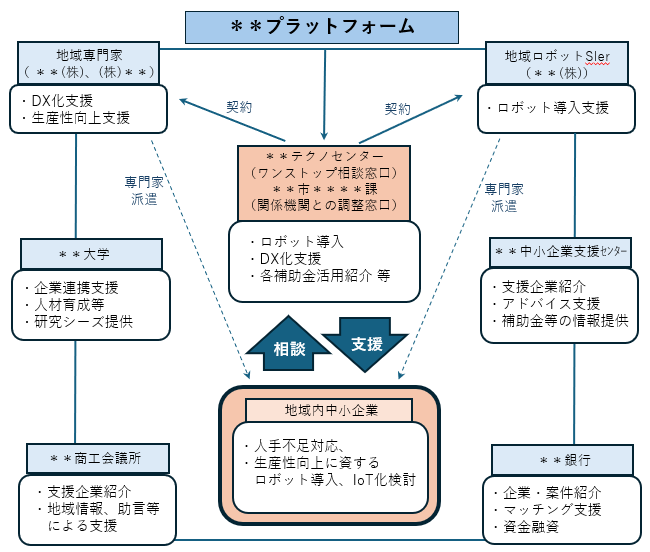 ＊＊プラットフォーム
地域専門家
（ ＊＊(株)、(株)＊＊）
・DX化支援
・生産性向上支援
地域ロボットSIer
（＊＊(株)）
・ロボット導入支援
契約
契約
＊＊テクノセンター
（ワンストップ相談窓口）
＊＊市＊＊＊＊課
（関係機関との調整窓口）
・ロボット導入
・DX化支援
・各補助金活用紹介 等
専門家
派遣
専門家
派遣
＊＊大学
・企業連携支援
・人材育成等
・研究シーズ提供
＊＊中小企業支援ｾﾝﾀｰ
・支援企業紹介
・アドバイス支援
・補助金等の情報提供
相談
支援
地域内中小企業
・人手不足対応、
・生産性向上に資する
ロボット導入、IoT化検討
＊＊商工会議所
・支援企業紹介
・地域情報、助言等
による支援
＊＊銀行
・企業・案件紹介
・マッチング支援
・資金融資